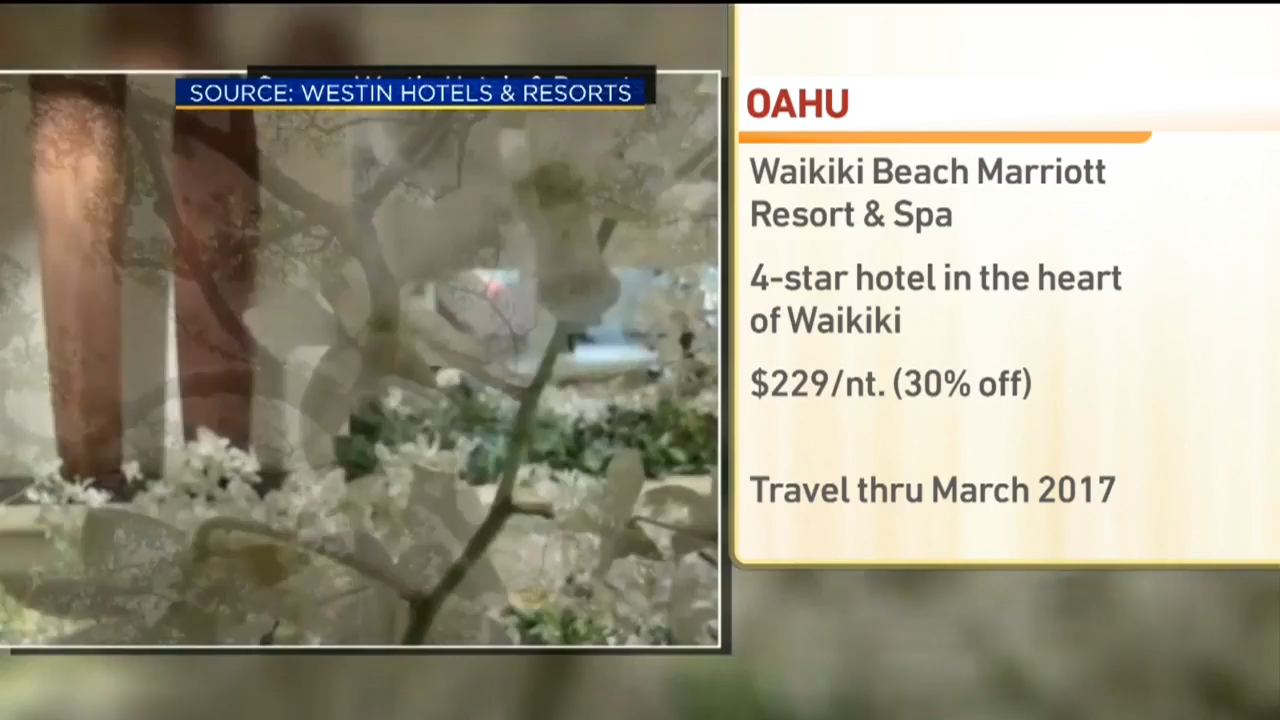 SOURCE: WESTIN HOTELS & RESORTS
OAHU
Waikiki Beach Marriott
Resort & Spa
4-star hotel in the heart
of Waikiki
$229/nt. (30% off)
Travel thru March 2017